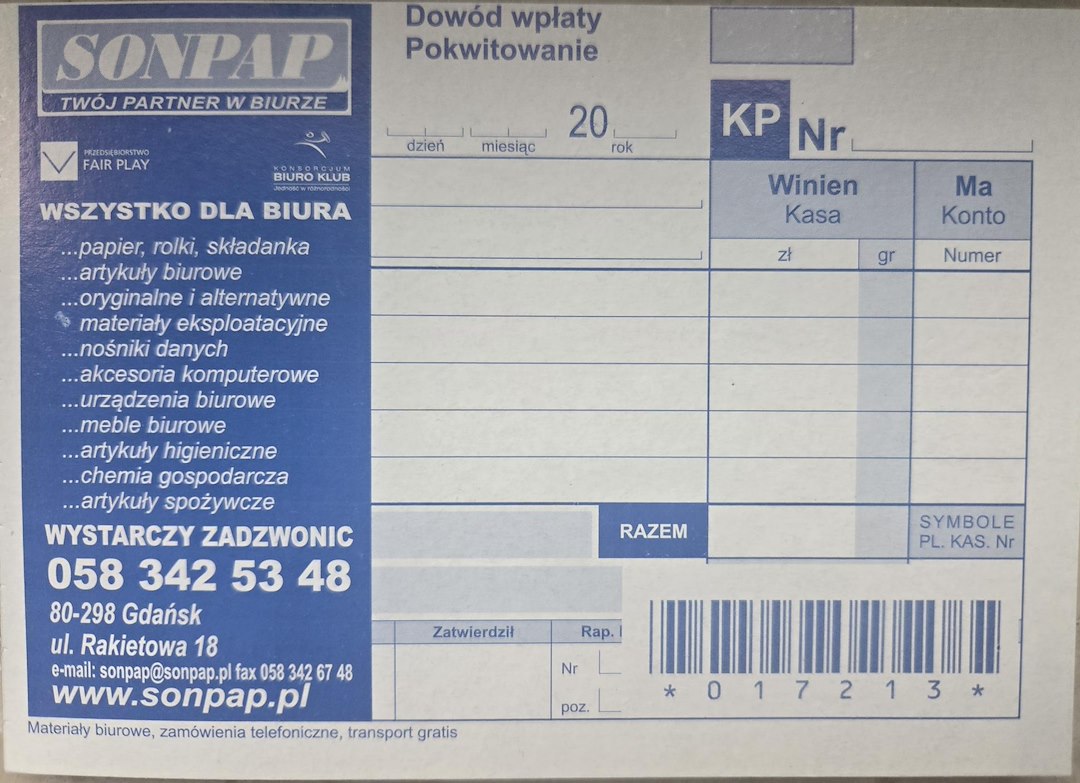 SONPAP
TWÓJ PARTNER W BIURZE
PRZEDSIĘBIORSTWO
FAIR PLAY
KONSORCJUM
BIURO KLUB
Jedność w różnorodności
WSZYSTKO DLA BIURA
...papier, rolki, składanka
...artykuły biurowe
...oryginalne i alternatywne
materiały eksploatacyjne
...nośniki danych
...akcesoria komputerowe
...urządzenia biurowe
...meble biurowe
...artykuły higieniczne
...chemia gospodarcza
...artykuły spożywcze
WYSTARCZY ZADZWONIC
058 342 53 48
80-298 Gdańsk
ul. Rakietowa 18
e-mail: sonpap@sonpap.pl fax 058 342 67 48
www.sonpap.pl
Materiały biurowe, zamówienia telefoniczne, transport gratis
Dowód wpłaty
Pokwitowanie
20
dzień miesiąc rok
KP Nr
Winien
Kasa
Ma
Konto
zł gr Numer
RAZEM
SYMBOLE
PL. KAS. Nr
Zatwierdził Rap.
Nr
poz.
* 0 1 7 2 1 3 *